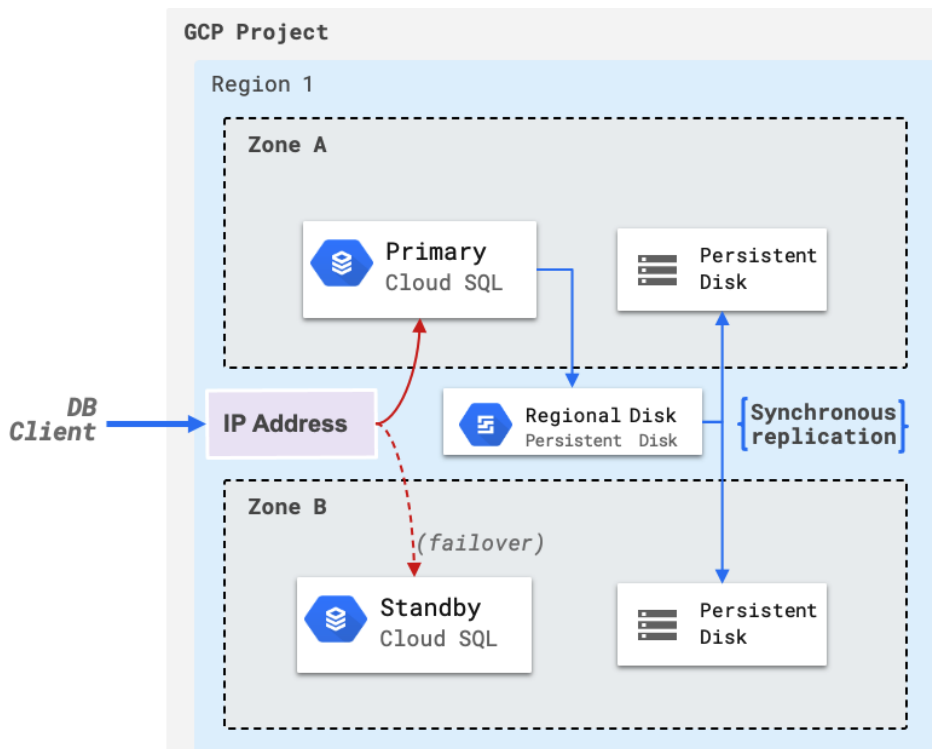 GCP Project
Region 1
Zone A
Primary
Cloud SQL
Persistent
Disk
DB
Client
IP Address
Regional Disk
Persistent Disk
{Synchronous
replication}
Zone B
(failover)
Standby
Cloud SQL
Persistent
Disk